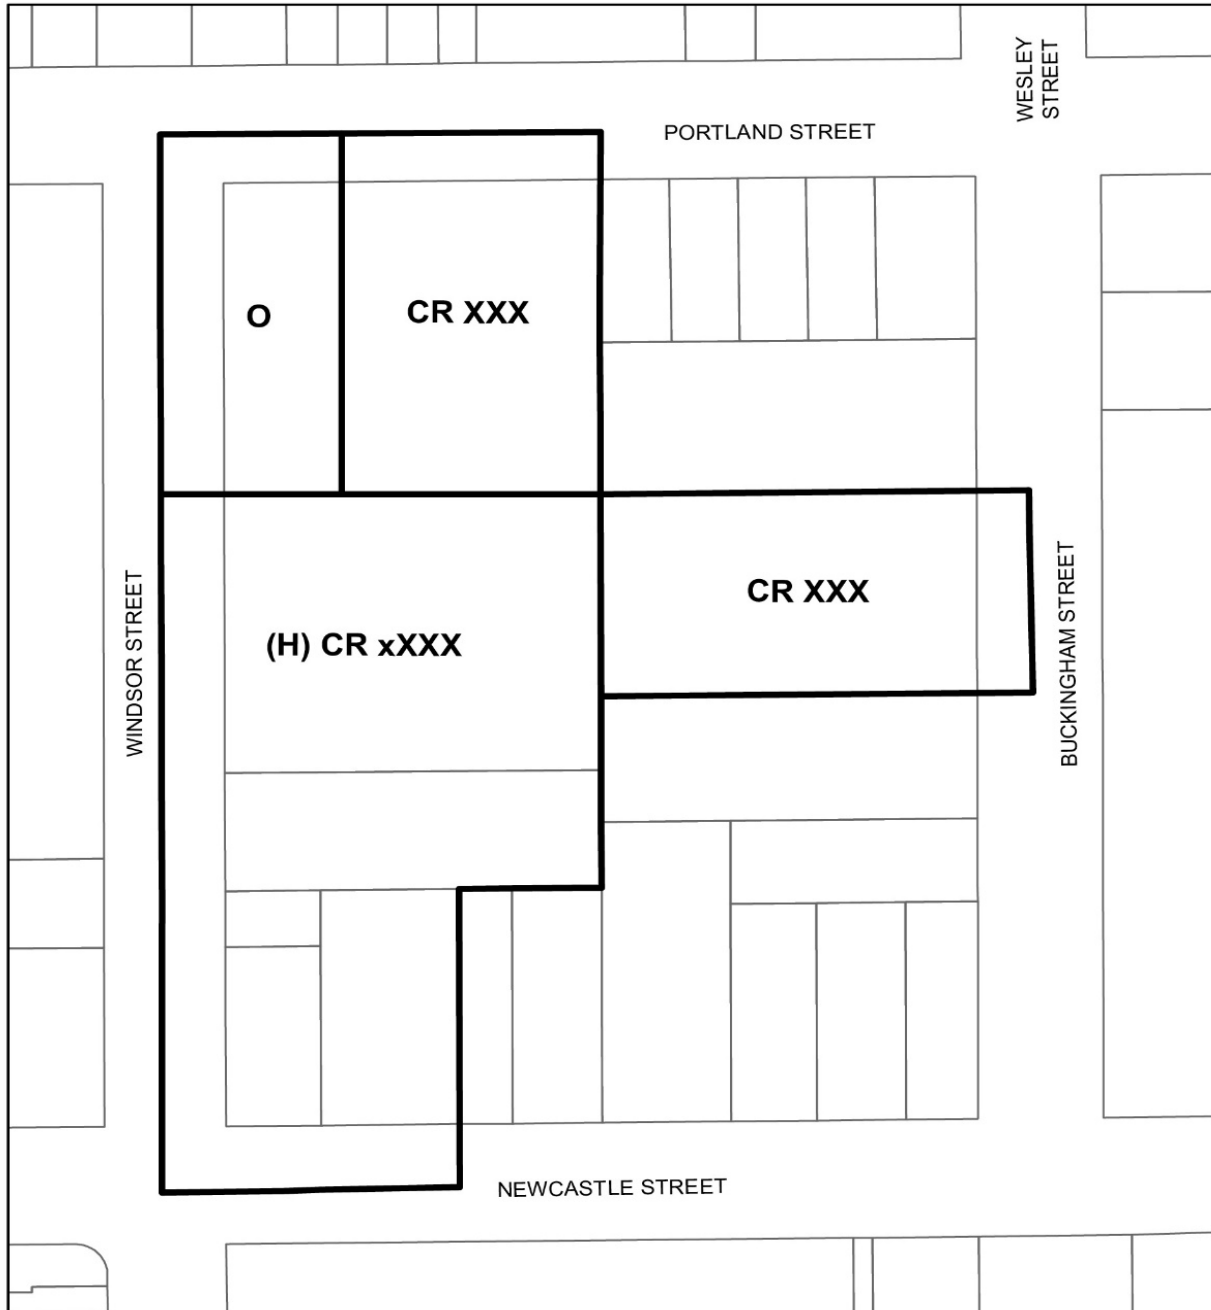 WESLEY
STREET
PORTLAND STREET
O
CR XXX
CR XXX
(H) CR xXXX
WINDSOR STREET
BUCKINGHAM STREET
NEWCASTLE STREET